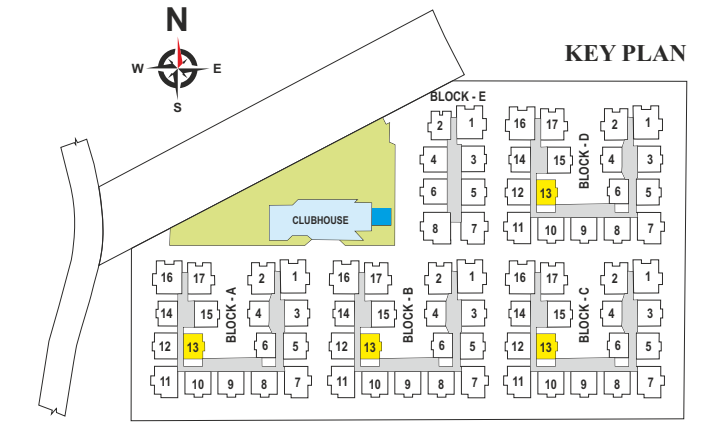 N
W E
S
KEY PLAN
BLOCK - E
2 1
4 3
6 5
8 7
16 17 2 1
14 15 BLOCK - D 4 3
12 13 6 5
11 10 9 8 7
CLUBHOUSE
16 17 2 1
14 15 BLOCK - A 4 3
12 13 6 5
11 10 9 8 7
16 17 2 1
14 15 BLOCK - B 4 3
12 13 6 5
11 10 9 8 7
16 17 2 1
14 15 BLOCK - C 4 3
12 13 6 5
11 10 9 8 7